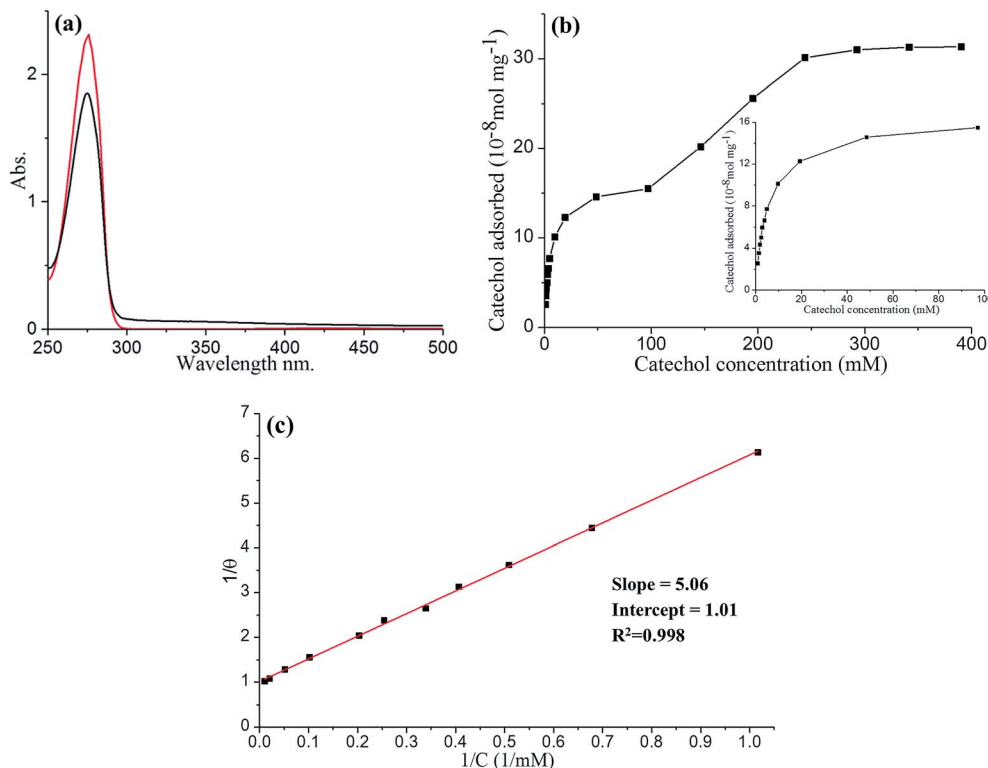 (a)
2
1
0
Abs.
250 300 350 400 450 500
Wavelength nm.
(b)
30
20
10
0
Catechol adsorbed (10⁻⁸mol mg⁻¹)
0 100 200 300 400
Catechol concentration (mM)
16
12
8
4
0
Catechol adsorbed (10⁻⁸mol mg⁻¹)
0 20 40 60 80 100
Catechol concentration (mM)
(c)
7
6
5
4
3
2
1
0
1/θ
Slope = 5.06
Intercept = 1.01
R²=0.998
0.0 0.1 0.2 0.3 0.4 0.5 0.6 0.7 0.8 0.9 1.0
1/C (1/mM)